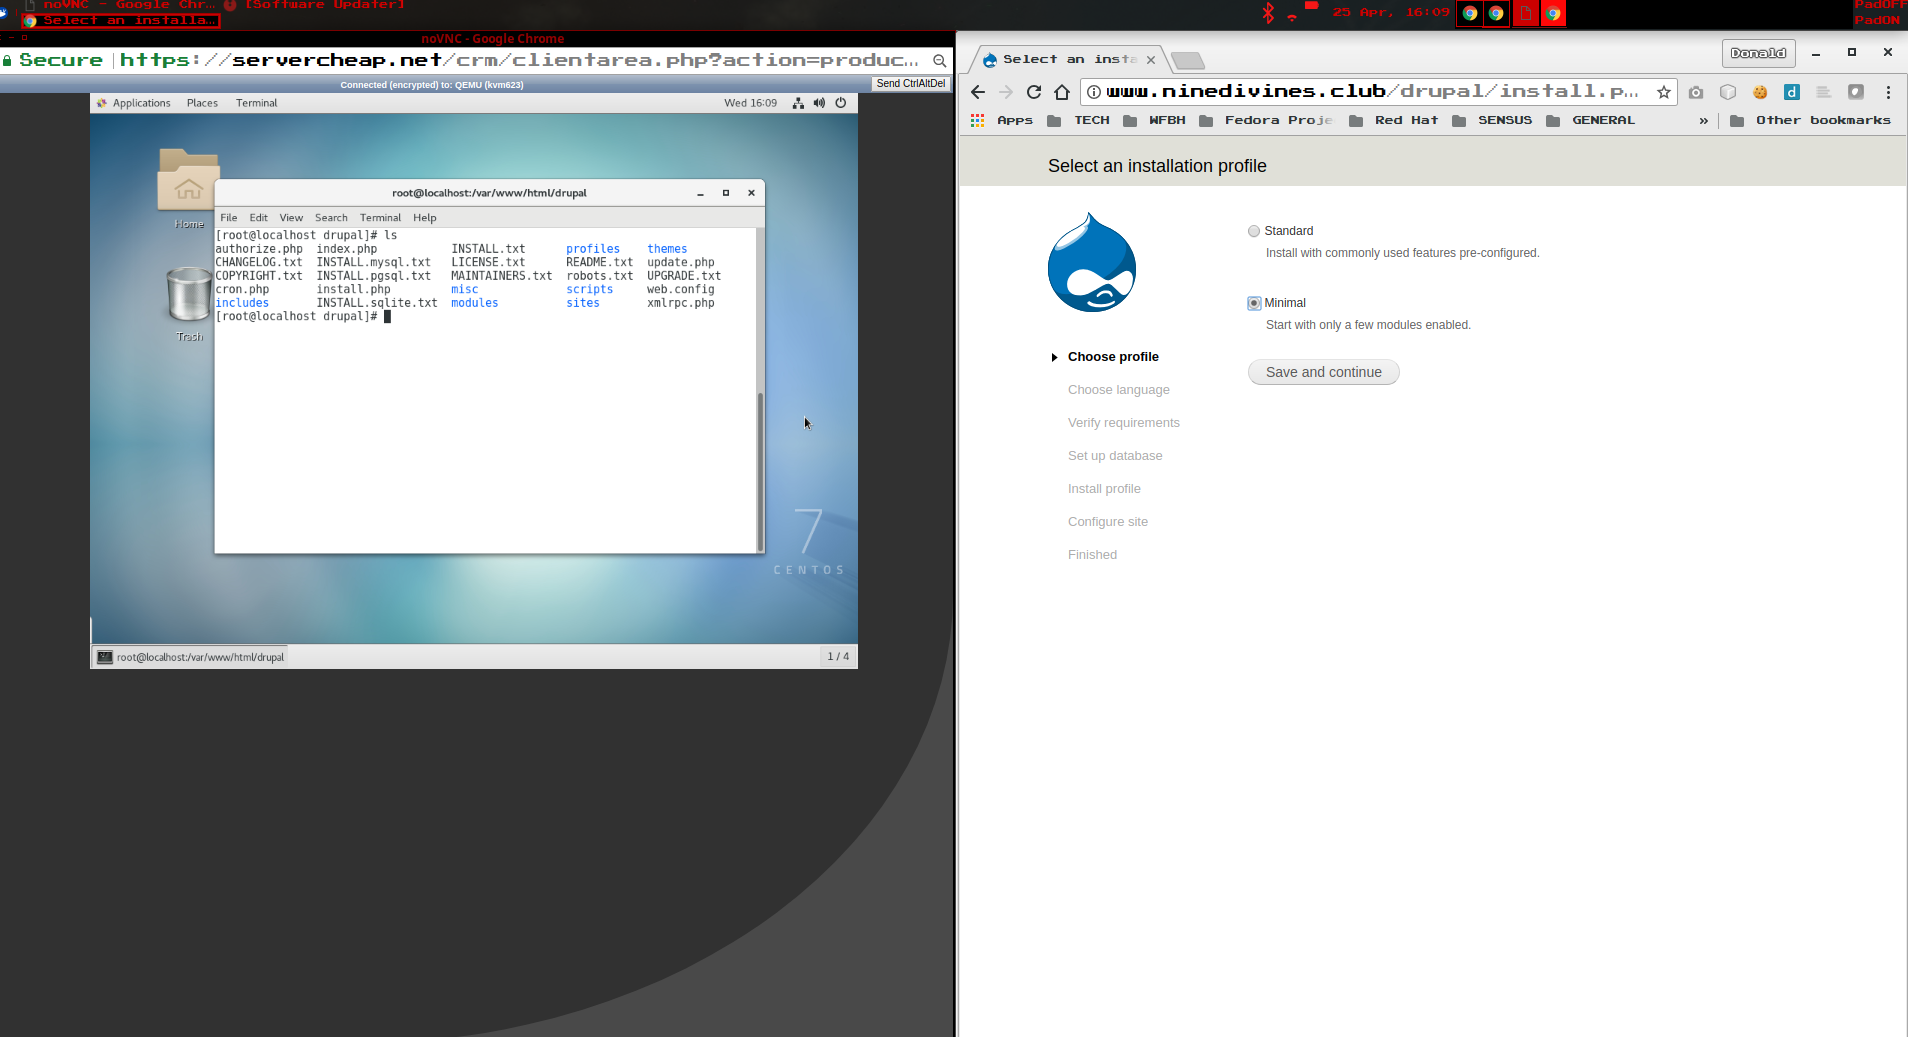 noVNC - Google Chr... [Software Updater]
Select an installa...
25 Apr, 16:09
PadOFF
PadON
noVNC - Google Chrome
Secure https://servercheap.net/crm/clientarea.php?action=produc...
Connected (encrypted) to: QEMU (kvm623)
Send CtrlAltDel
Applications Places Terminal Wed 16:09
Home
Trash
root@localhost:/var/www/html/drupal
File Edit View Search Terminal Help
[root@localhost drupal]# ls
authorize.php index.php INSTALL.txt profiles themes
CHANGELOG.txt INSTALL.mysql.txt LICENSE.txt README.txt update.php
COPYRIGHT.txt INSTALL.pgsql.txt MAINTAINERS.txt robots.txt UPGRADE.txt
cron.php install.php misc scripts web.config
includes INSTALL.sqlite.txt modules sites xmlrpc.php
[root@localhost drupal]#
7
CENTOS
root@localhost:/var/www/html/drupal 1 / 4
Select an insta
Donald
www.ninedivines.club/drupal/install.p...
Apps TECH WFBH Fedora Proje Red Hat SENSUS GENERAL » Other bookmarks
Select an installation profile
Standard
Install with commonly used features pre-configured.
Minimal
Start with only a few modules enabled.
Save and continue
Choose profile
Choose language
Verify requirements
Set up database
Install profile
Configure site
Finished